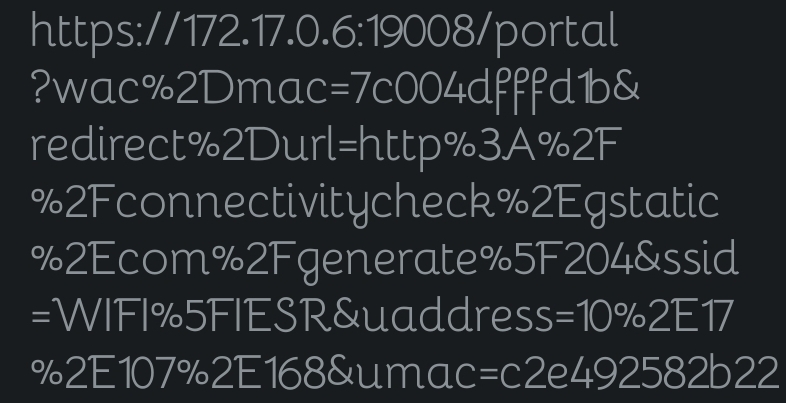 https://172.17.0.6:19008/portal
?wac%2Dmac=7c004dfffd1b&
redirect%2Durl=http%3A%2F
%2Fconnectivitycheck%2Egstatic
%2Ecom%2Fgenerate%5F204&ssid
=WIFI%5FIESR&uaddress=10%2E17
%2E107%2E168&umac=c2e492582b22